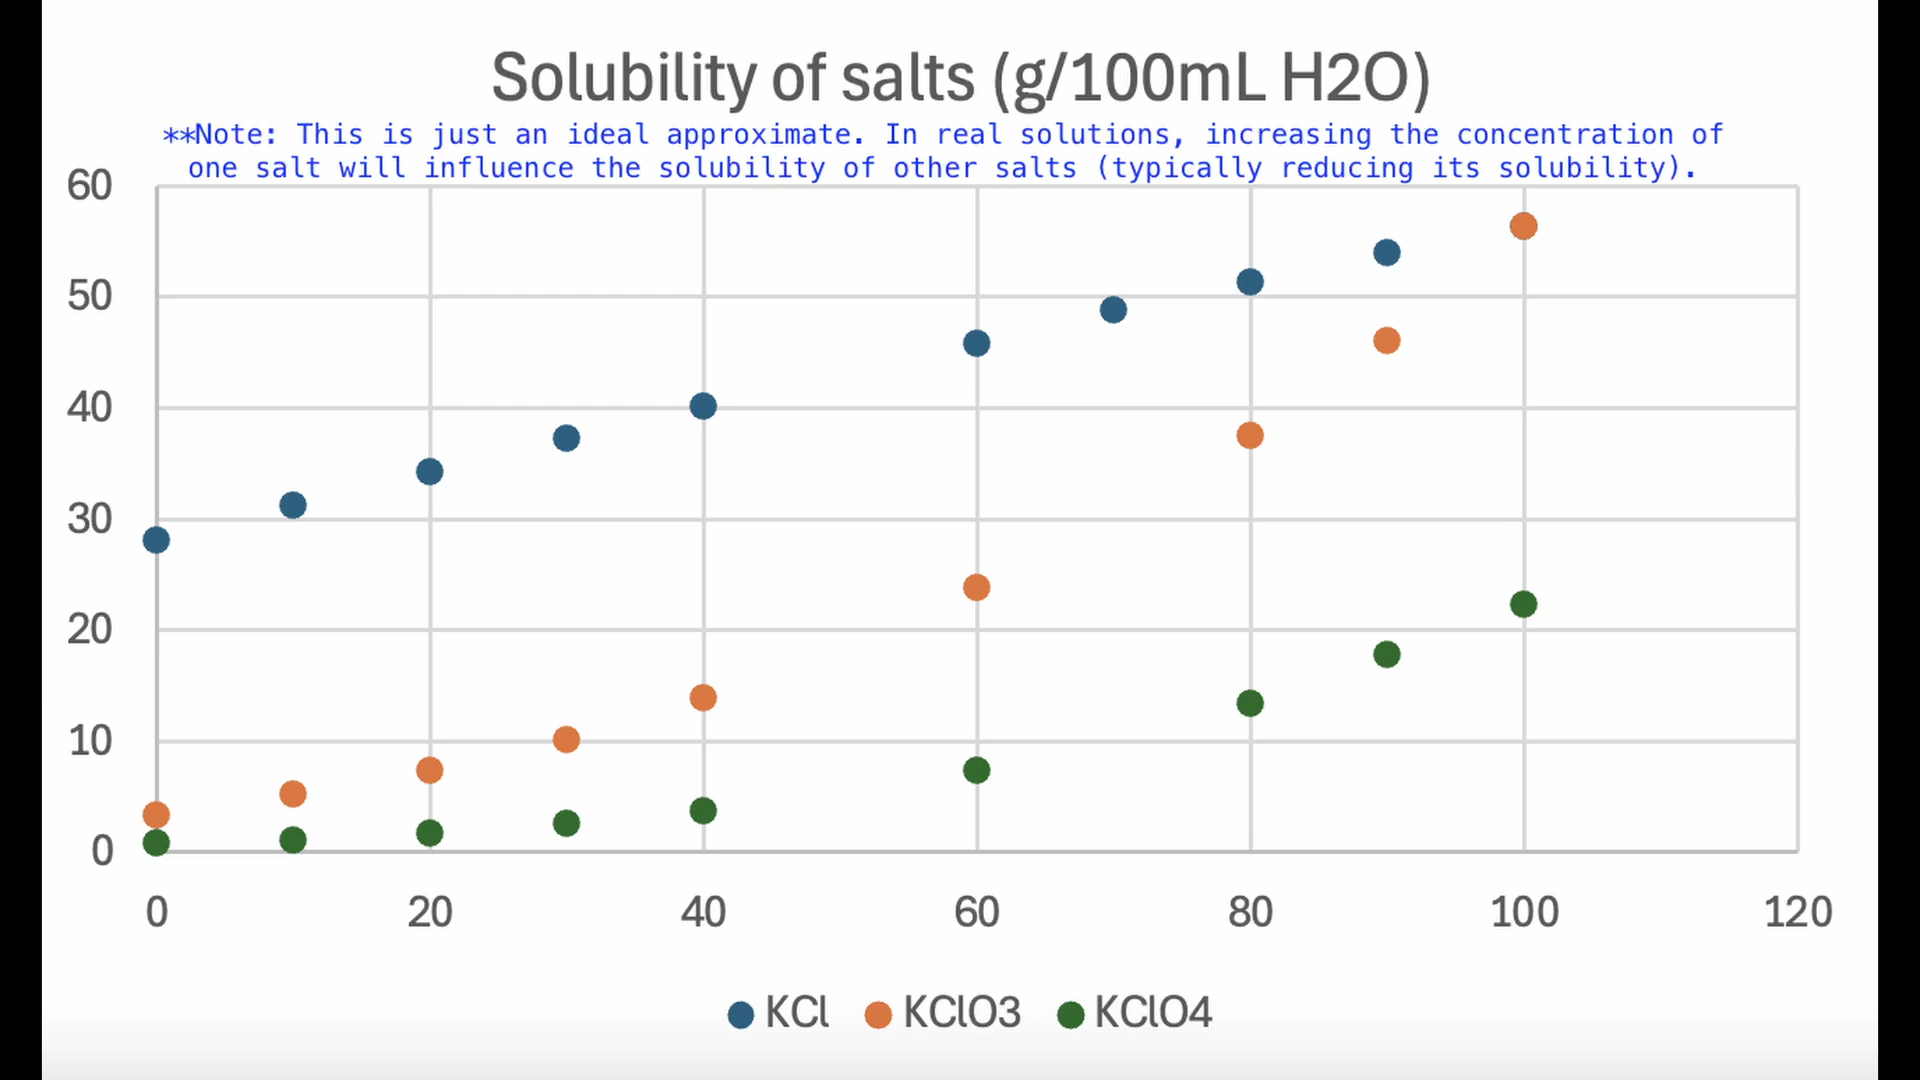 Solubility of salts (g/100mL H2O)
**Note: This is just an ideal approximate. In real solutions, increasing the concentration of
one salt will influence the solubility of other salts (typically reducing its solubility).
60
50
40
30
20
10
0
0 20 40 60 80 100 120
KCl KClO3 KClO4